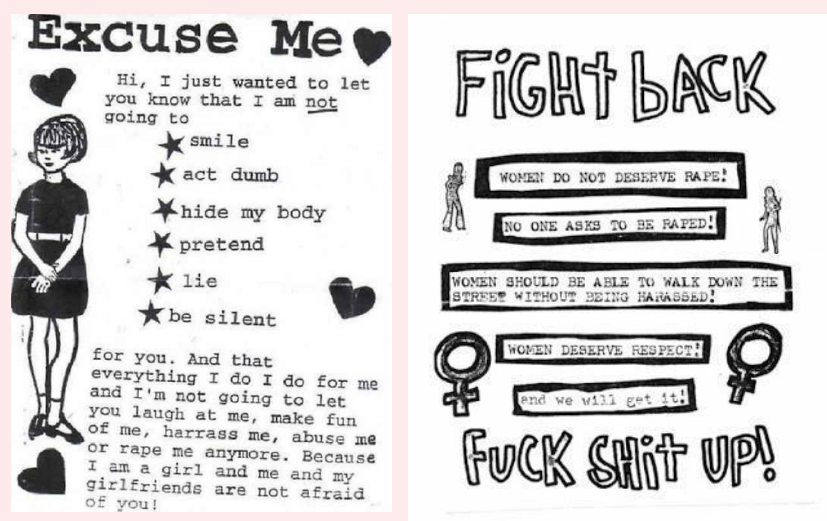 Excuse Me
Hi, I just wanted to let
you know that I am not
going to
smile
act dumb
hide my body
pretend
lie
be silent
for you. And that
everything I do I do for me
and I'm not going to let
you laugh at me, make fun
of me, harrass me, abuse me
or rape me anymore. Because
I am a girl and me and my
girlfriends are not afraid
of you!
FiGHt bACK
WOMEN DO NOT DESERVE RAPE!
NO ONE ASKS TO BE RAPED!
WOMEN SHOULD BE ABLE TO WALK DOWN THE
STREET WITHOUT BEING HARASSED!
WOMEN DESERVE RESPECT!
and we will get it!
FuCK SHit UP!